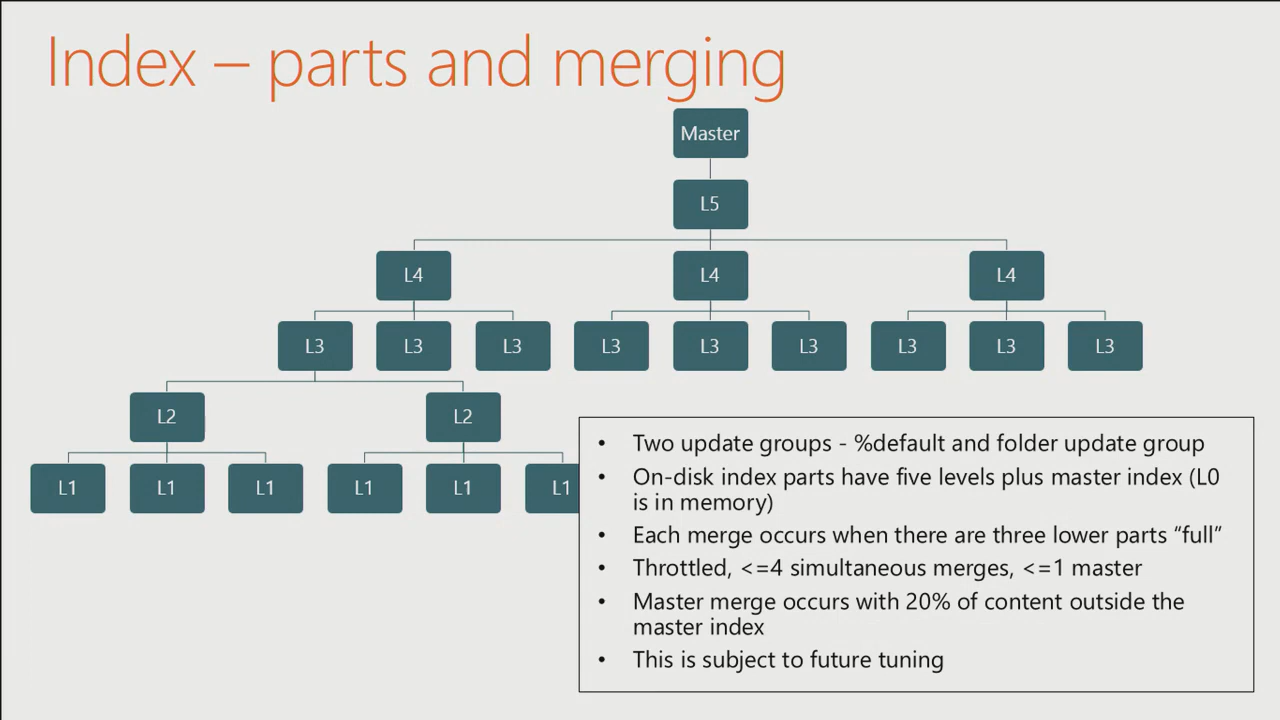 Index – parts and merging
Master
L5
L4 L4 L4
L3 L3 L3 L3 L3 L3 L3 L3 L3
L2 L2
L1 L1 L1 L1 L1 L1
• Two update groups - %default and folder update group
• On-disk index parts have five levels plus master index (L0
is in memory)
• Each merge occurs when there are three lower parts “full”
• Throttled, <=4 simultaneous merges, <=1 master
• Master merge occurs with 20% of content outside the
master index
• This is subject to future tuning